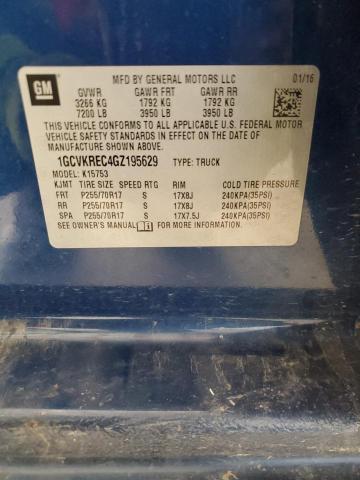 GM
MFD BY GENERAL MOTORS LLC 01/16
GVWR GAWR FRT GAWR RR
3266 KG 1792 KG 1792 KG
7200 LB 3950 LB 3950 LB
THIS VEHICLE CONFORMS TO ALL APPLICABLE U.S. FEDERAL MOTOR
VEHICLE SAFETY STANDARDS IN EFFECT ON THE DATE OF
MANUFACTURE SHOWN ABOVE.
1GCVKREC4GZ195629 TYPE: TRUCK
MODEL: K15753
KJMT TIRE SIZE SPEED RTG RIM COLD TIRE PRESSURE
FRT P255/70R17 S 17X8J 240KPA(35PSI)
RR P255/70R17 S 17X8J 240KPA(35PSI)
SPA P255/70R17 S 17X7.5J 240KPA(35PSI)
SEE OWNER'S MANUAL FOR MORE INFORMATION.